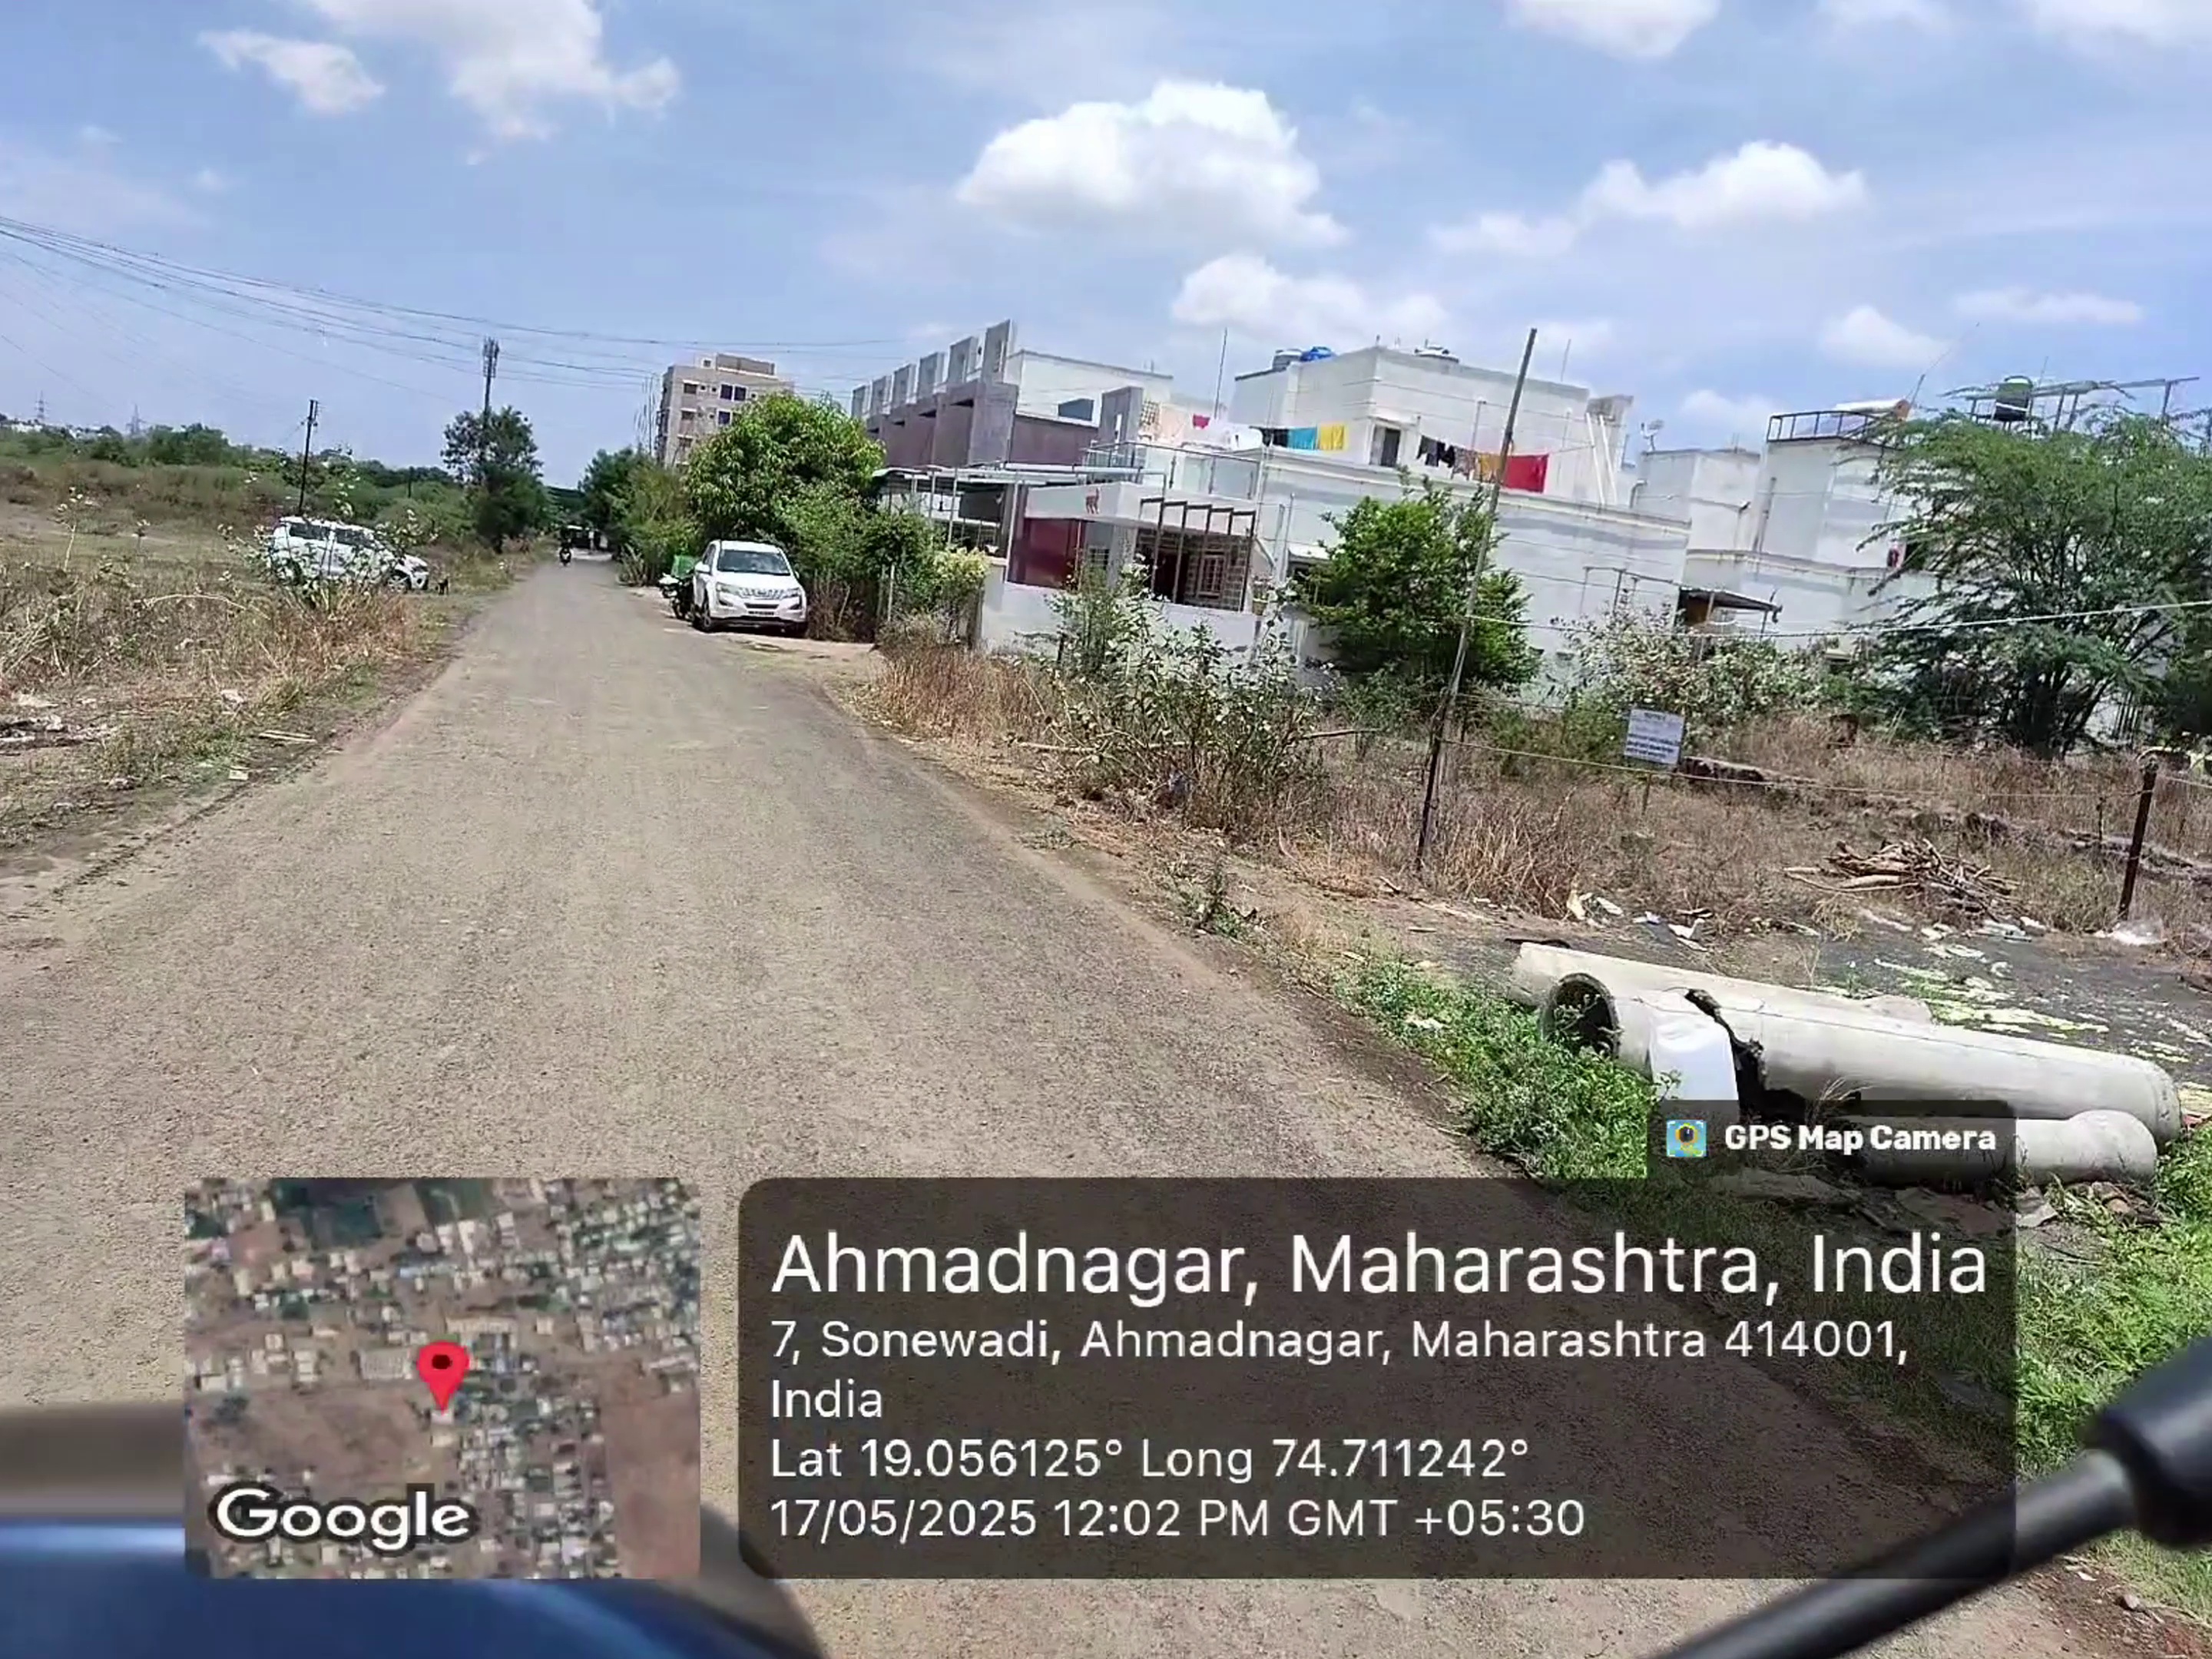 GPS Map Camera
Ahmadnagar, Maharashtra, India
7, Sonewadi, Ahmadnagar, Maharashtra 414001,
India
Lat 19.056125° Long 74.711242°
17/05/2025 12:02 PM GMT +05:30
Google